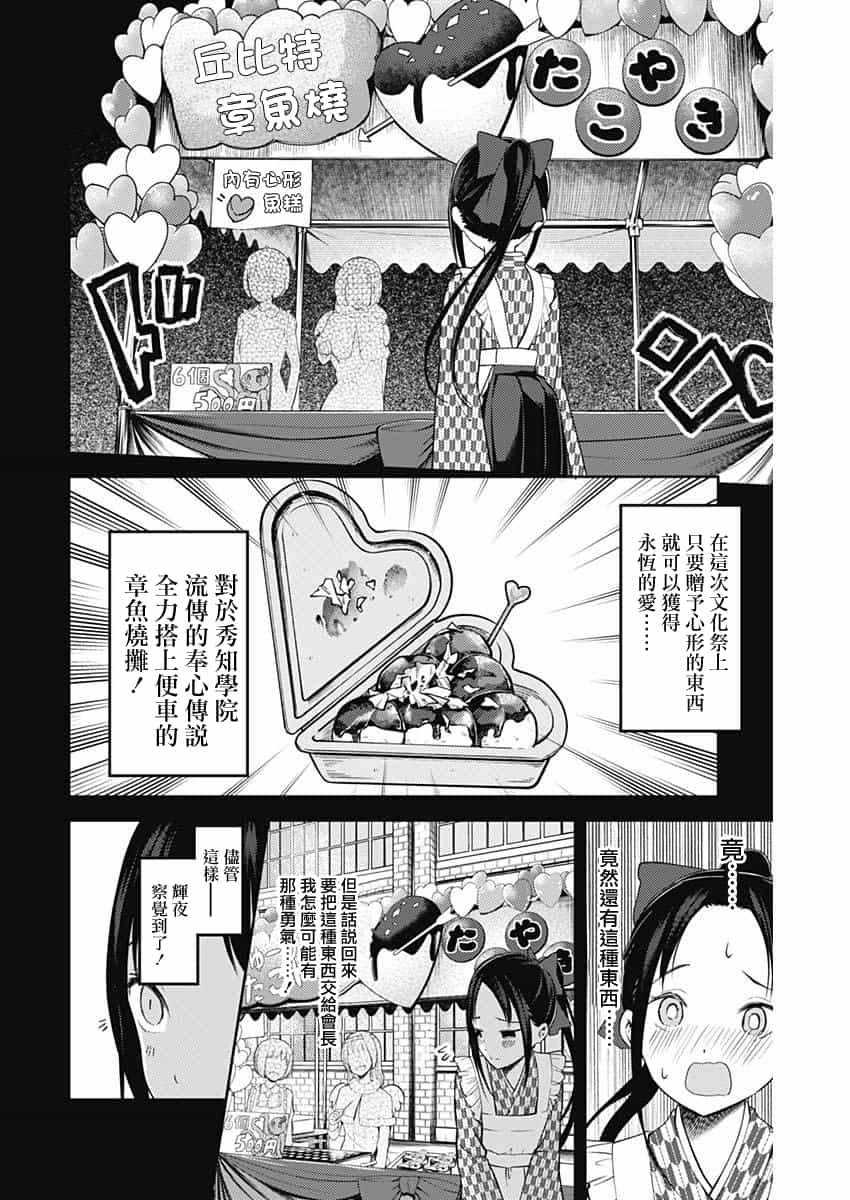 丘比特
章魚燒
たやき
こ
內有心形
魚糕
6個
500円
在這次文化祭上
只要贈予心形的東西
就可以獲得
永恆的愛……
對於秀知學院
流傳的奉心傳說
全力搭上便車的
章魚燒攤！
竟……
竟然還有這種東西……
但是話説回來
要把這種東西交給會長
我怎麼可能有
那種勇氣……！
たやき
6個
500円
儘管
這樣——
輝夜
察覺到了！